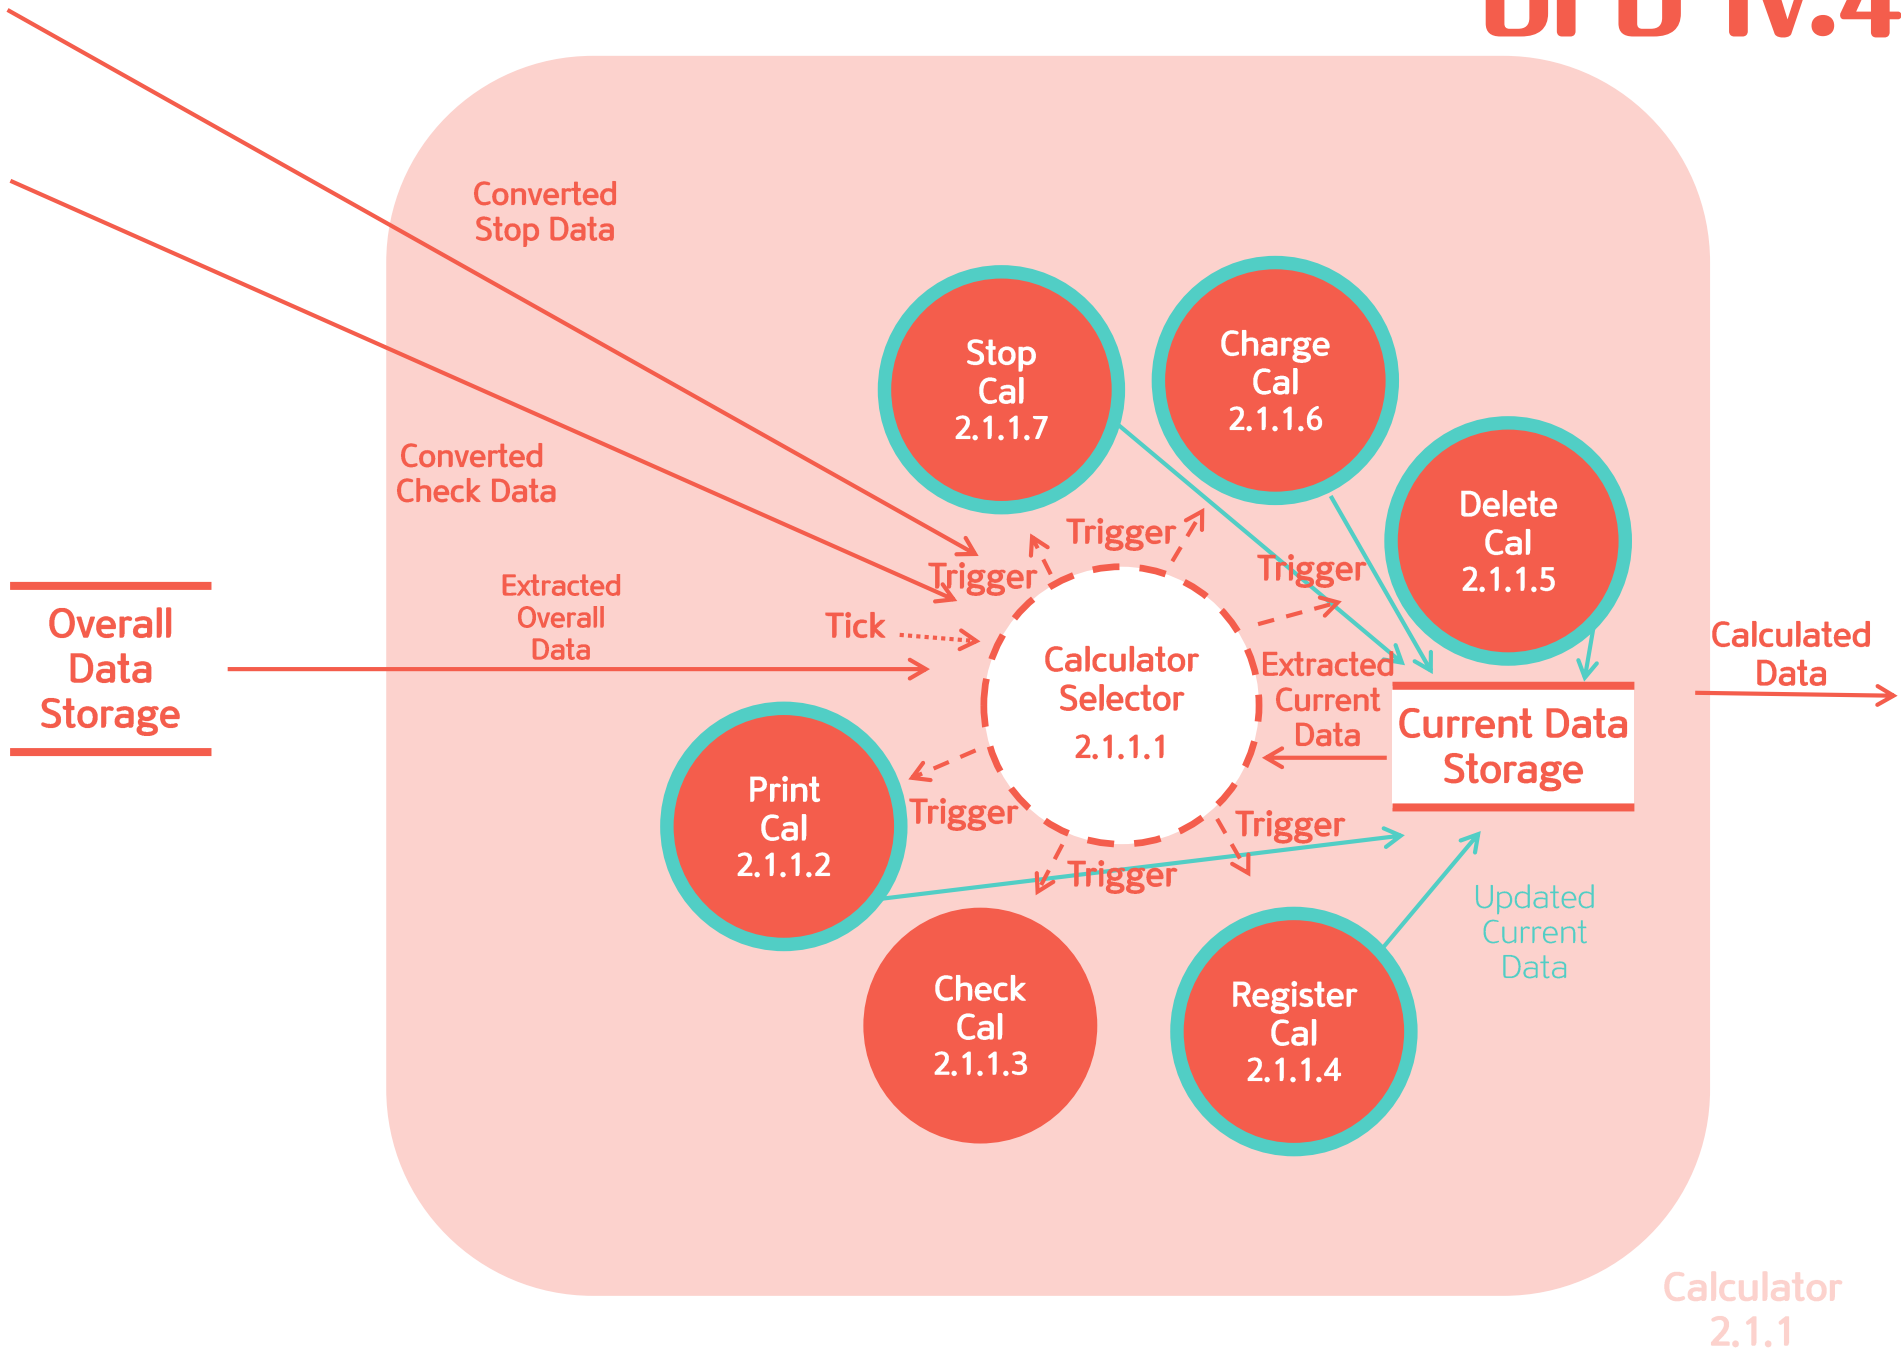 Converted
Stop Data
Stop
Cal
2.1.1.7
Charge
Cal
2.1.1.6
Converted
Check Data
Delete
Cal
2.1.1.5
Trigger
Trigger
Trigger
Extracted
Overall
Data
Tick
Overall
Data
Storage
Calculator
Selector
2.1.1.1
Extracted
Current
Data
Current Data
Storage
Calculated
Data
Print
Cal
2.1.1.2
Trigger
Trigger
Trigger
Updated
Current
Data
Check
Cal
2.1.1.3
Register
Cal
2.1.1.4
Calculator
2.1.1